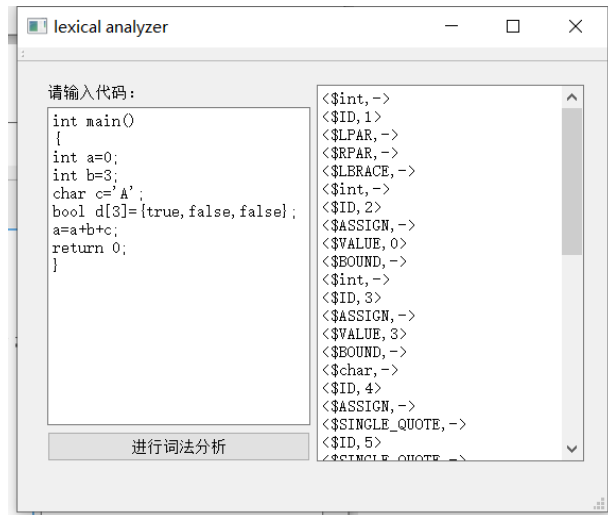 lexical analyzer
请输入代码：
int main()
{
int a=0;
int b=3;
char c='A';
bool d[3]={true,false,false};
a=a+b+c;
return 0;
}
进行词法分析
<$int,->
<$ID,1>
<$LPAR,->
<$RPAR,->
<$LBRACE,->
<$int,->
<$ID,2>
<$ASSIGN,->
<$VALUE,0>
<$BOUND,->
<$int,->
<$ID,3>
<$ASSIGN,->
<$VALUE,3>
<$BOUND,->
<$char,->
<$ID,4>
<$ASSIGN,->
<$SINGLE_QUOTE,->
<$ID,5>
<$SINGLE_QUOTE,->